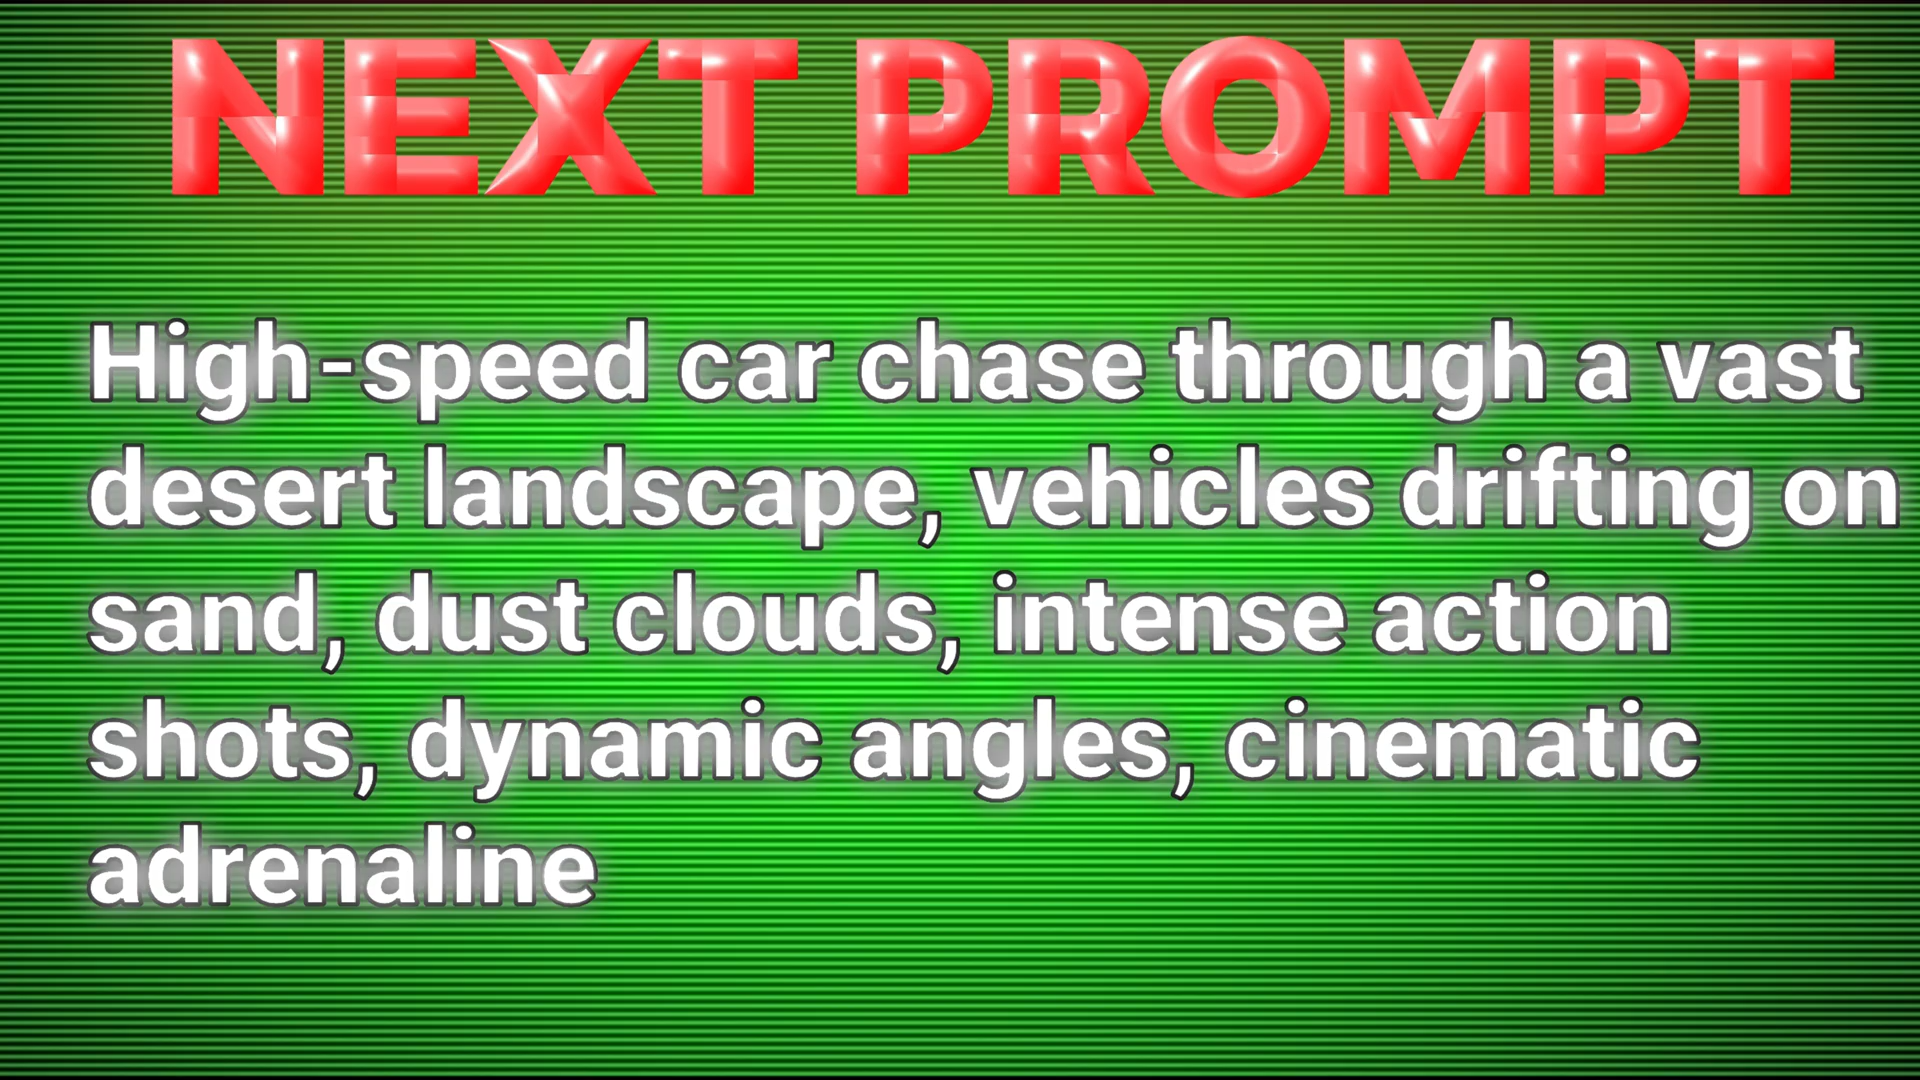 NEXT PROMPT
High-speed car chase through a vast
desert landscape, vehicles drifting on
sand, dust clouds, intense action
shots, dynamic angles, cinematic
adrenaline